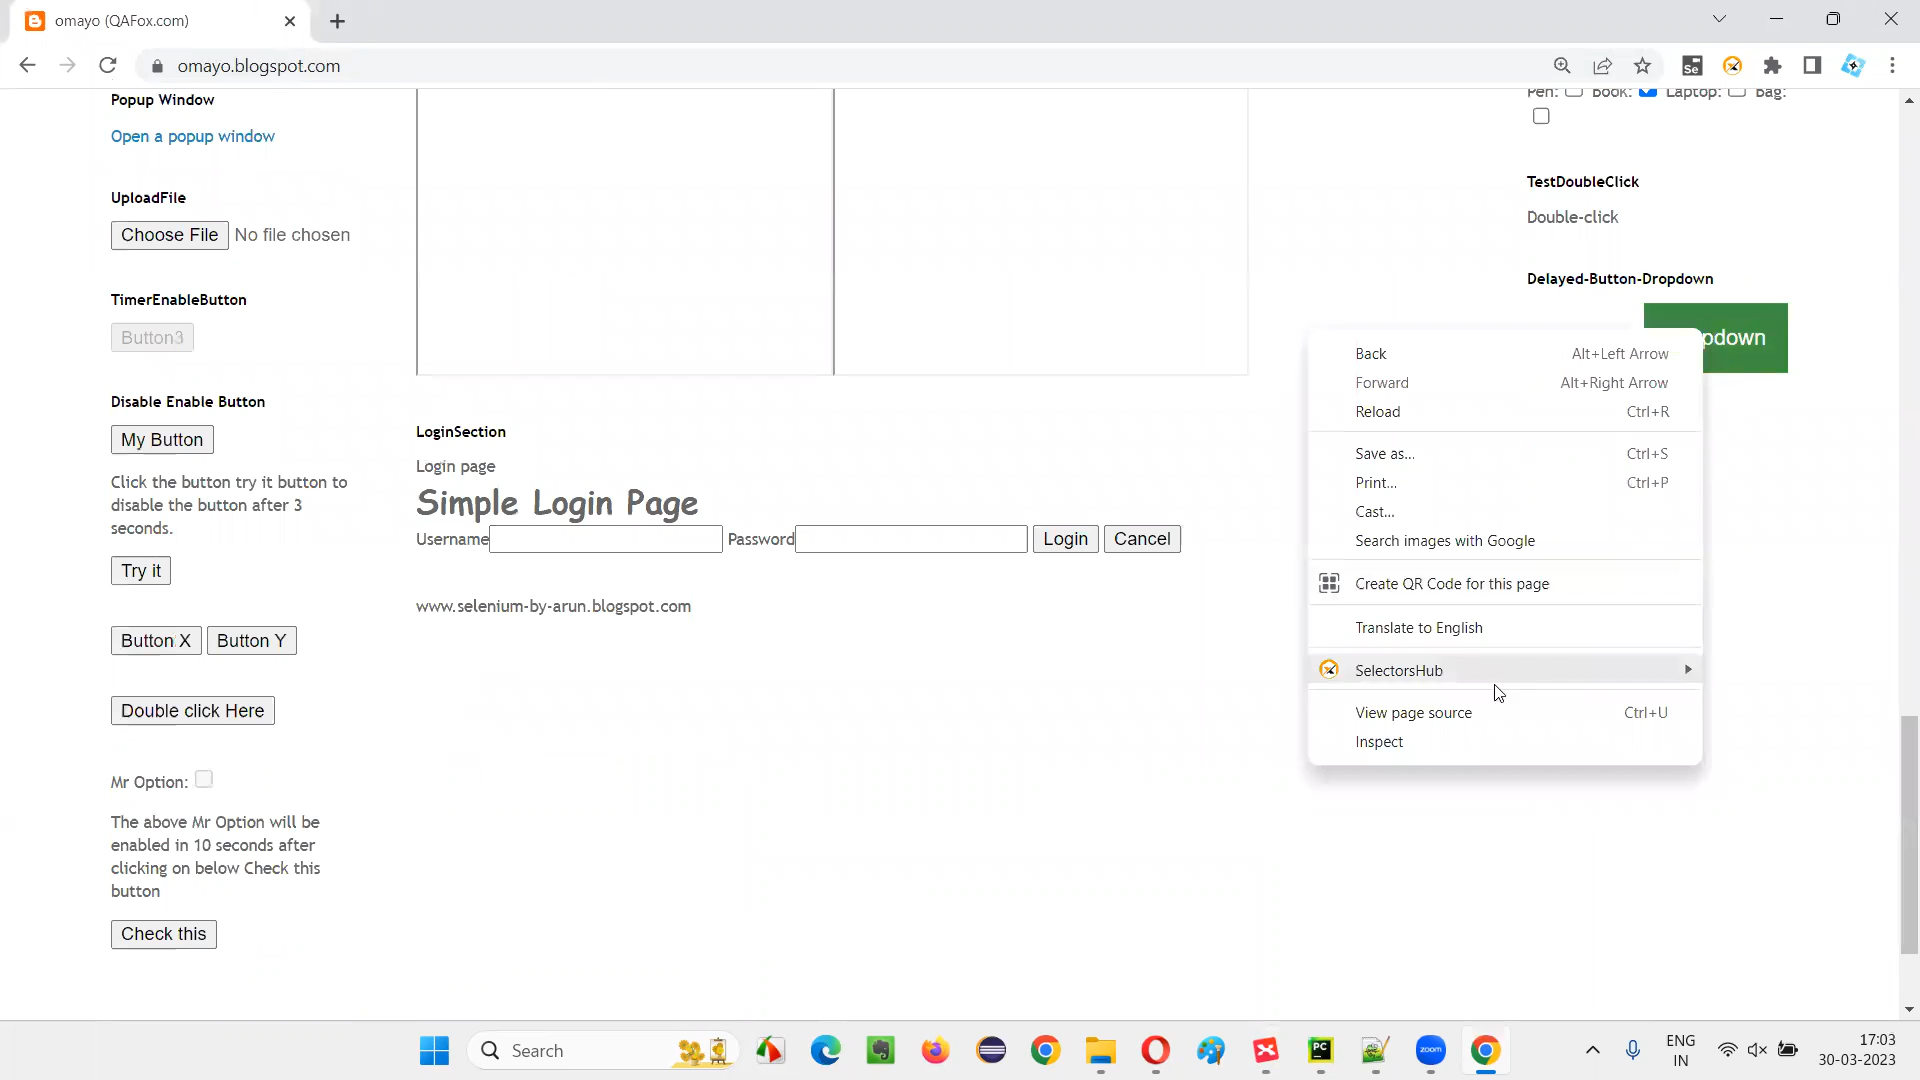 omayo (QAFox.com)
omayo.blogspot.com
Popup Window
Open a popup window
UploadFile
Choose File No file chosen
TimerEnableButton
Disable Enable Button
My Button
Click the button try it button to
disable the button after 3
seconds.
Try it
Button X Button Y
Double click Here
Mr Option:
The above Mr Option will be
enabled in 10 seconds after
clicking on below Check this
button
Check this
LoginSection
Login page
Simple Login Page
Username Password Login Cancel
www.selenium-by-arun.blogspot.com
Pen: Book: Laptop: Bag:
TestDoubleClick
Double-click
Delayed-Button-Dropdown
pdown
Back Alt+Left Arrow
Forward Alt+Right Arrow
Reload Ctrl+R
Save as... Ctrl+S
Print... Ctrl+P
Cast...
Search images with Google
Create QR Code for this page
Translate to English
SelectorsHub
View page source Ctrl+U
Inspect
Se
Search
PC
zoom
ENG
IN
17:03
30-03-2023